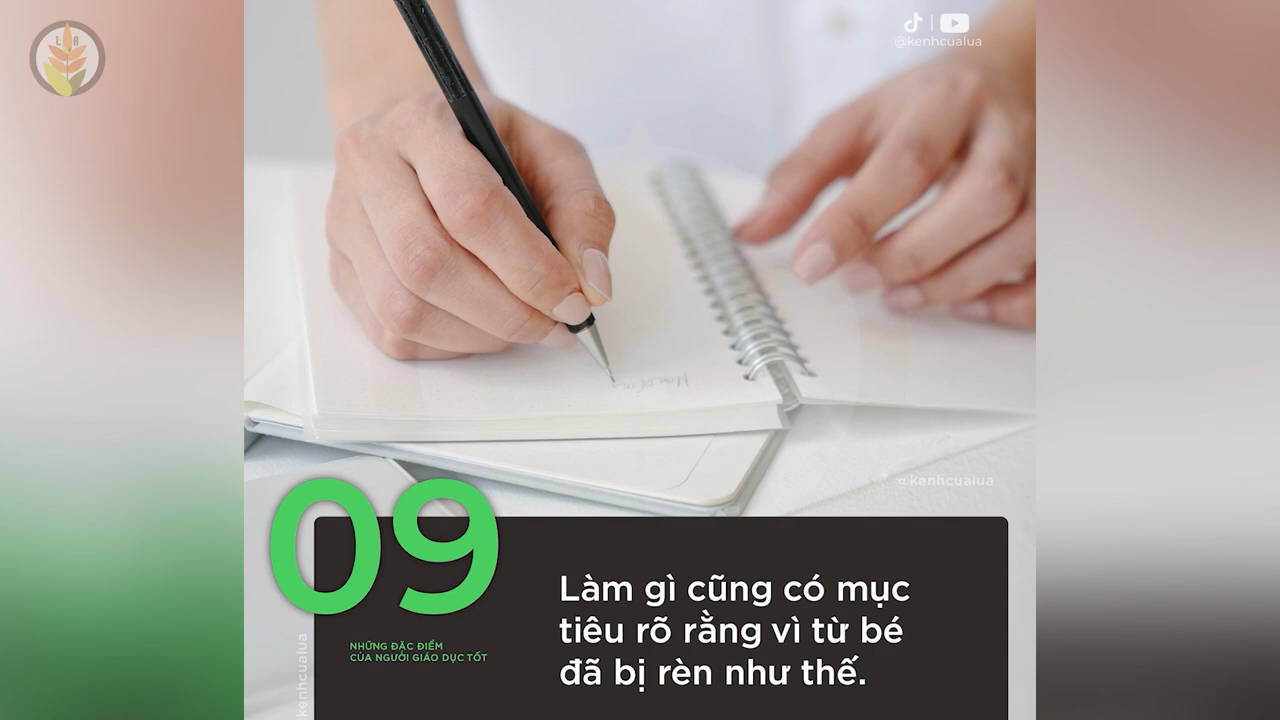 L A
@kenhcualua
@kenhcualua
09
Làm gì cũng có mục
tiêu rõ rằng vì từ bé
đã bị rèn như thế.
NHỮNG ĐẶC ĐIỂM
CỦA NGƯỜI GIÁO DỤC TỐT
kenhcualua